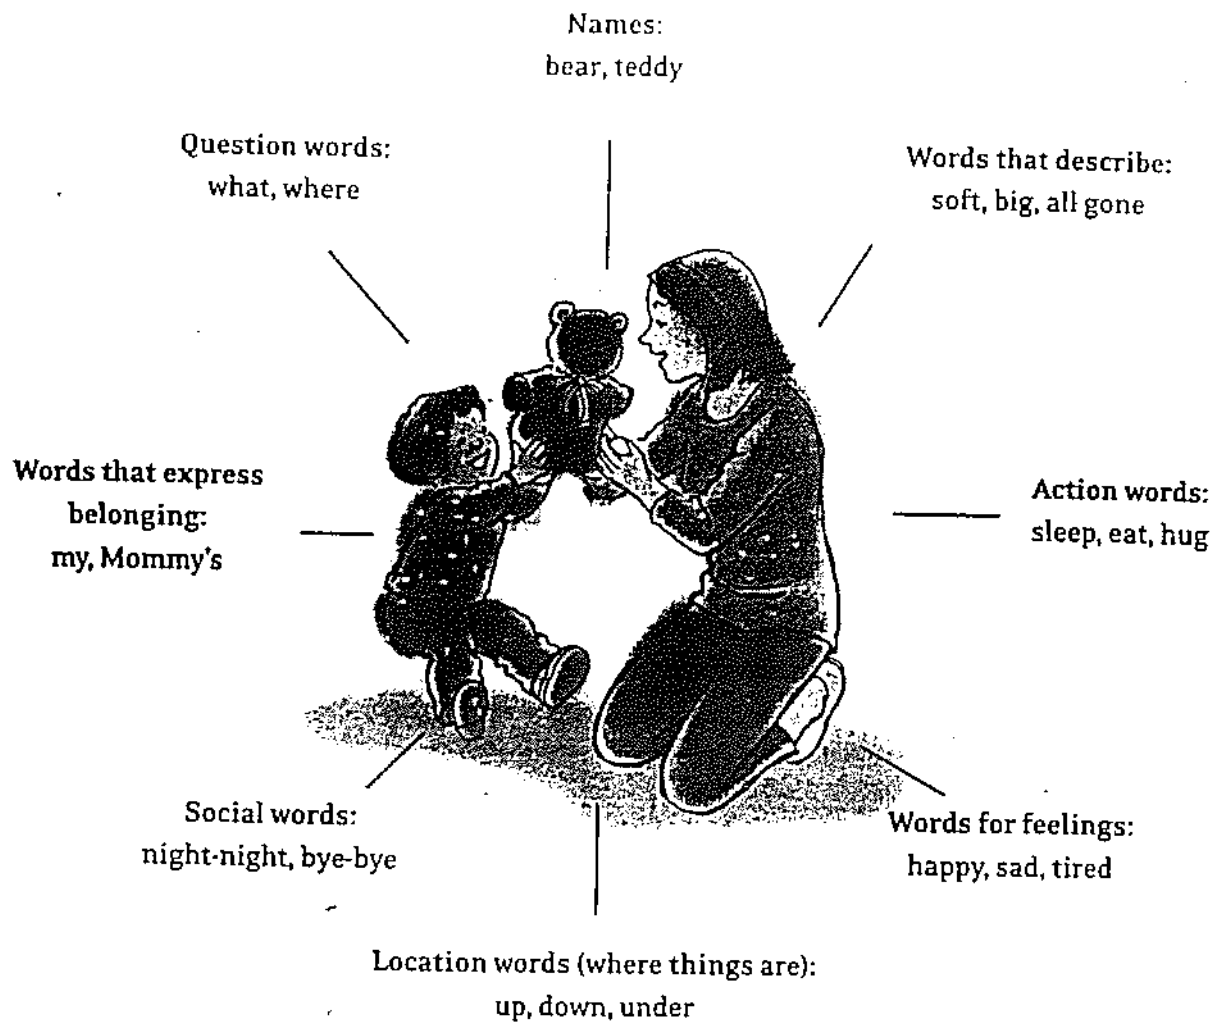 Names:
bear, teddy
Question words:
what, where
Words that describe:
soft, big, all gone
Words that express
belonging:
my, Mommy's
Action words:
sleep, eat, hug
Social words:
night-night, bye-bye
Words for feelings:
happy, sad, tired
Location words (where things are):
up, down, under